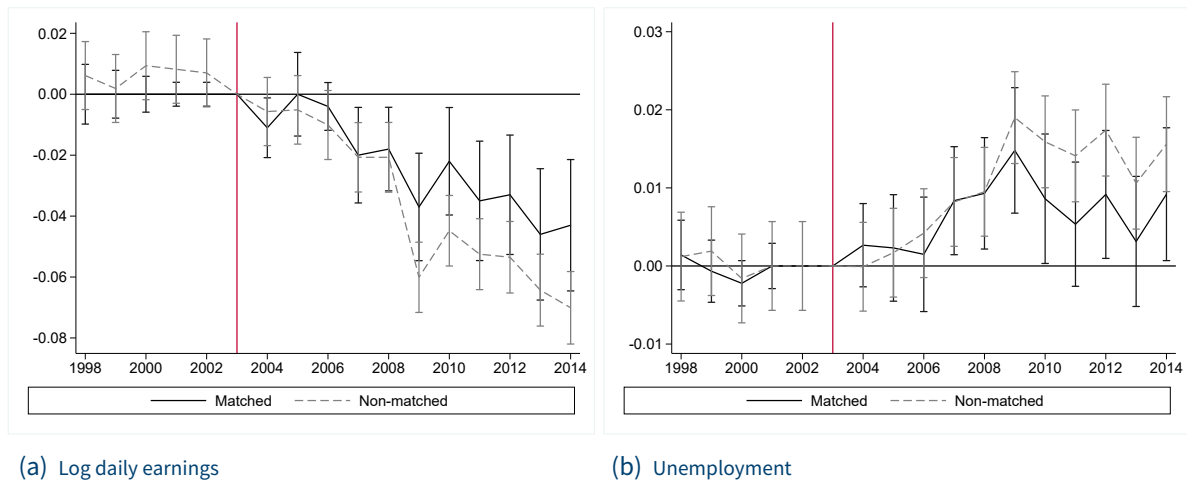 0.02
0.00
-0.02
-0.04
-0.06
-0.08
1998 2000 2002 2004 2006 2008 2010 2012 2014
Matched Non-matched
(a) Log daily earnings
0.03
0.02
0.01
0.00
-0.01
1998 2000 2002 2004 2006 2008 2010 2012 2014
Matched Non-matched
(b) Unemployment